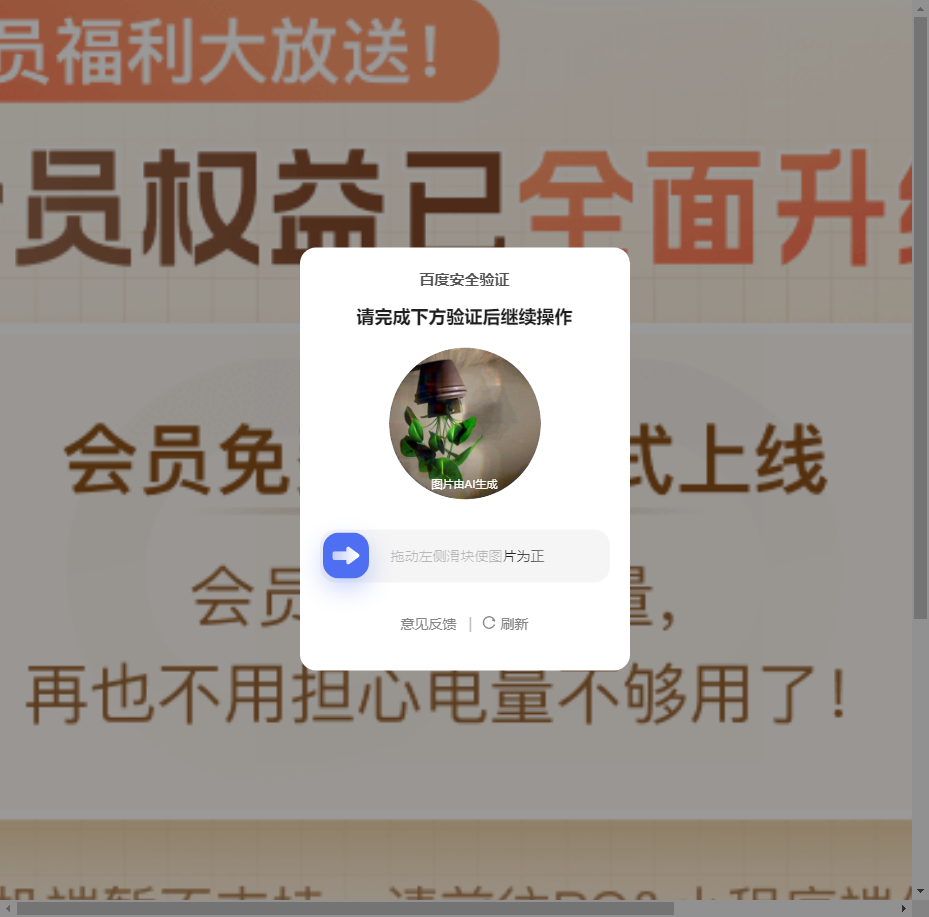 员福利大放送！
员权益已全面升
百度安全验证
请完成下方验证后继续操作
图片由AI生成
拖动左侧滑块使图片为正
意见反馈 | 刷新
会员免
式上线
会员
量，
再也不用担心电量不够用了！